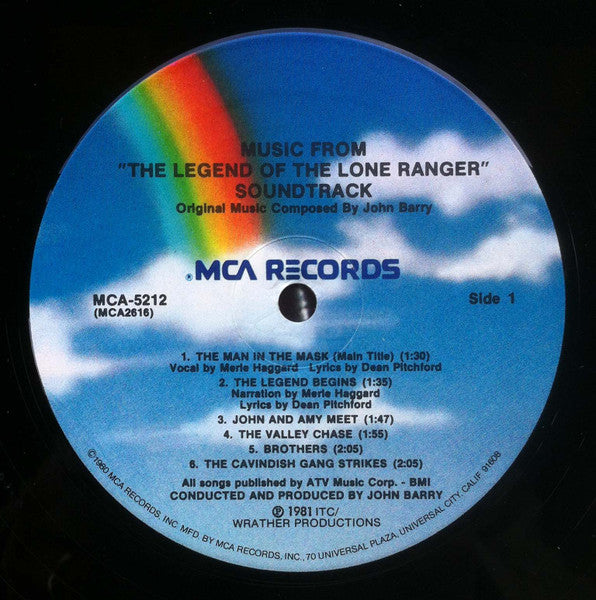 MUSIC FROM
"THE LEGEND OF THE LONE RANGER"
SOUNDTRACK
Original Music Composed By John Barry
® MCA RECORDS
MCA-5212
(MCA2616)
Side 1
1. THE MAN IN THE MASK (Main Title) (1:30)
Vocal by Merle Haggard Lyrics by Dean Pitchford
2. THE LEGEND BEGINS (1:35)
Narration by Merle Haggard
Lyrics by Dean Pitchford
3. JOHN AND AMY MEET (1:47)
4. THE VALLEY CHASE (1:55)
5. BROTHERS (2:05)
6. THE CAVINDISH GANG STRIKES (2:05)
All songs published by ATV Music Corp. - BMI
CONDUCTED AND PRODUCED BY JOHN BARRY
℗ 1981 ITC/
WRATHER PRODUCTIONS
©1980 MCA RECORDS, INC. MFG. BY MCA RECORDS, INC., 70 UNIVERSAL PLAZA, UNIVERSAL CITY, CALIF. 91608